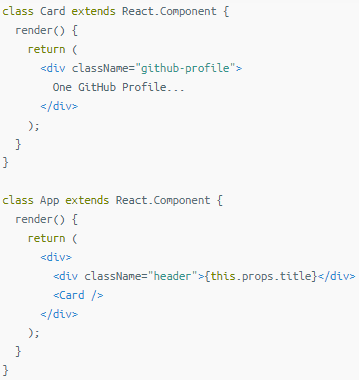 class Card extends React.Component {
  render() {
    return (
      <div className="github-profile">
        One GitHub Profile...
      </div>
    );
  }
}

class App extends React.Component {
  render() {
    return (
      <div>
        <div className="header">{this.props.title}</div>
        <Card />
      </div>
    );
  }
}